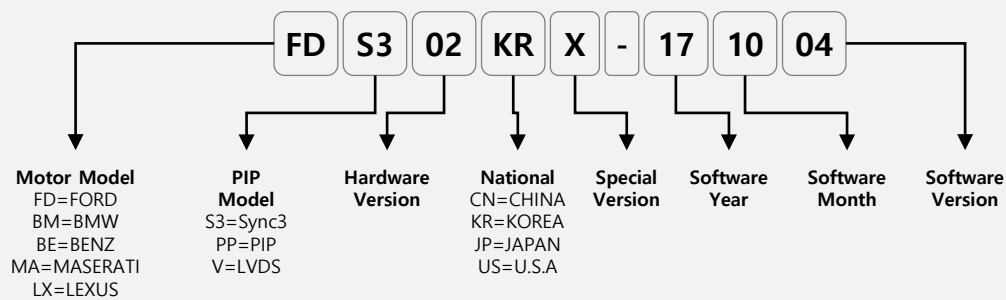 FD S3 02 KR X - 17 10 04
Motor Model
FD=FORD
BM=BMW
BE=BENZ
MA=MASERATI
LX=LEXUS
PIP
Model
S3=Sync3
PP=PIP
V=LVDS
Hardware
Version
National
CN=CHINA
KR=KOREA
JP=JAPAN
US=U.S.A
Special
Version
Software
Year
Software
Month
Software
Version